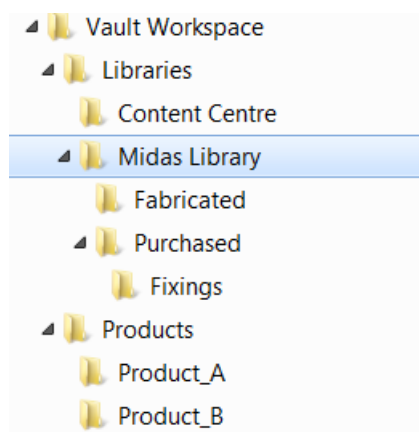 Vault Workspace
Libraries
Content Centre
Midas Library
Fabricated
Purchased
Fixings
Products
Product_A
Product_B